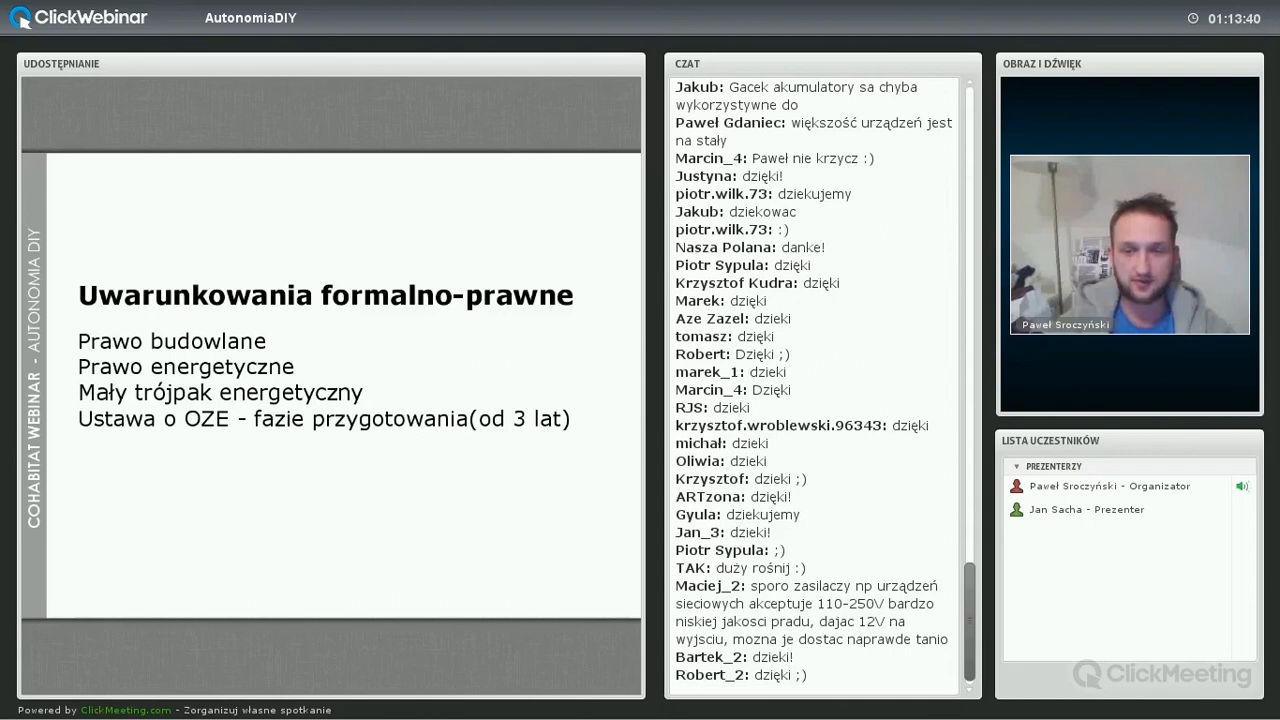 ClickWebinar
AutonomiaDIY
01:13:40
UDOSTĘPNIANIE
COHABITAT WEBINAR - AUTONOMIA DIY
Uwarunkowania formalno-prawne
Prawo budowlane
Prawo energetyczne
Mały trójpak energetyczny
Ustawa o OZE - fazie przygotowania(od 3 lat)
CZAT
Jakub: Gacek akumulatory sa chyba
wykorzystywne do
Paweł Gdaniec: większość urządzeń jest
na stały
Marcin_4: Paweł nie krzycz :)
Justyna: dzięki!
piotr.wilk.73: dziekujemy
Jakub: dziekowac
piotr.wilk.73: :)
Nasza Polana: danke!
Piotr Sypula: dzięki
Krzysztof Kudra: dzięki
Marek: dzięki
Aze Zazel: dzieki
tomasz: dzięki
Robert: Dzięki ;)
marek_1: dzieki
Marcin_4: Dzięki
RJS: dzieki
krzysztof.wroblewski.96343: dzięki
michał: dzieki
Oliwia: dzieki
Krzysztof: dzieki ;)
ARTzona: dzięki!
Gyula: dziekujemy
Jan_3: dzieki!
Piotr Sypula: ;)
TAK: duży rośnij :)
Maciej_2: sporo zasilaczy np urządzeń
sieciowych akceptuje 110-250V bardzo
niskiej jakosci pradu, dajac 12V na
wyjsciu, mozna je dostac naprawde tanio
Bartek_2: dzieki!
Robert_2: dzięki ;)
OBRAZ I DŹWIĘK
Paweł Sroczyński
LISTA UCZESTNIKÓW
PREZENTERZY
Paweł Sroczyński - Organizator
Jan Sacha - Prezenter
ClickMeeting
Powered by ClickMeeting.com - Zorganizuj własne spotkanie